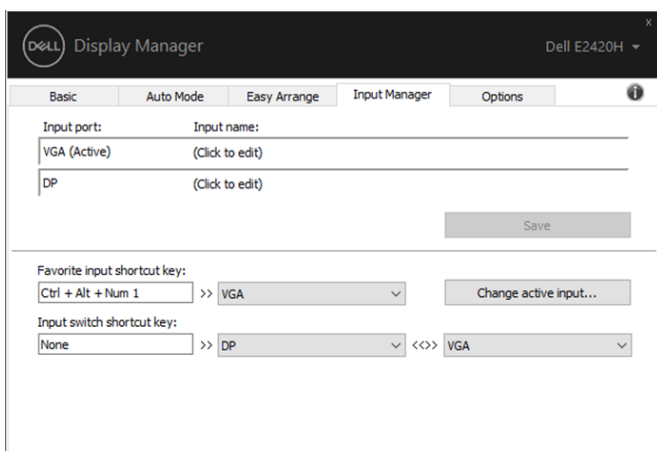 DELL Display Manager Dell E2420H
x
Basic Auto Mode Easy Arrange Input Manager Options i
Input port: Input name:
VGA (Active) (Click to edit)
DP (Click to edit)
Save
Favorite input shortcut key:
Ctrl + Alt + Num 1 >> VGA Change active input...
Input switch shortcut key:
None >> DP <<>> VGA